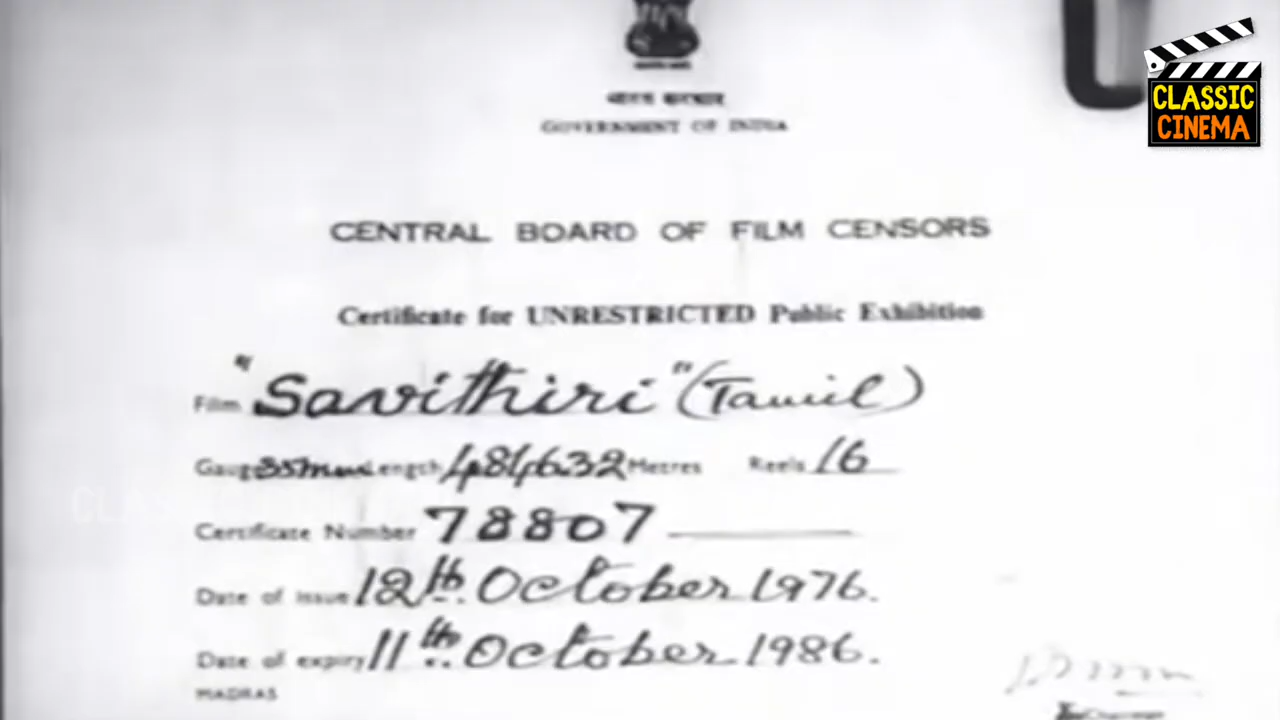 CLASSIC
CINEMA
भारत सरकार
GOVERNMENT OF INDIA
CENTRAL BOARD OF FILM CENSORS
Certificate for UNRESTRICTED Public Exhibition
Film "Savithiri" (Tamil)
Gauge 35mm Length 4846.32 Metres Reels 16
Certificate Number 78807
Date of issue 12th October 1976.
Date of expiry 11th October 1986.
MADRAS